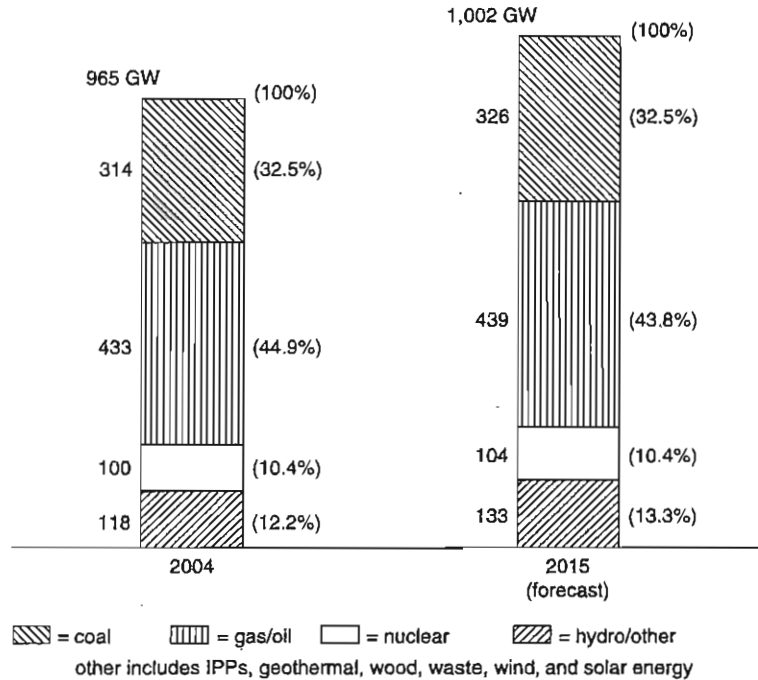 1,002 GW
(100%)
965 GW
(100%)
326
(32.5%)
314
(32.5%)
439
(43.8%)
433
(44.9%)
104
(10.4%)
100
(10.4%)
133
(13.3%)
118
(12.2%)
2004
2015
(forecast)
= coal
= gas/oil
= nuclear
= hydro/other
other includes IPPs, geothermal, wood, waste, wind, and solar energy